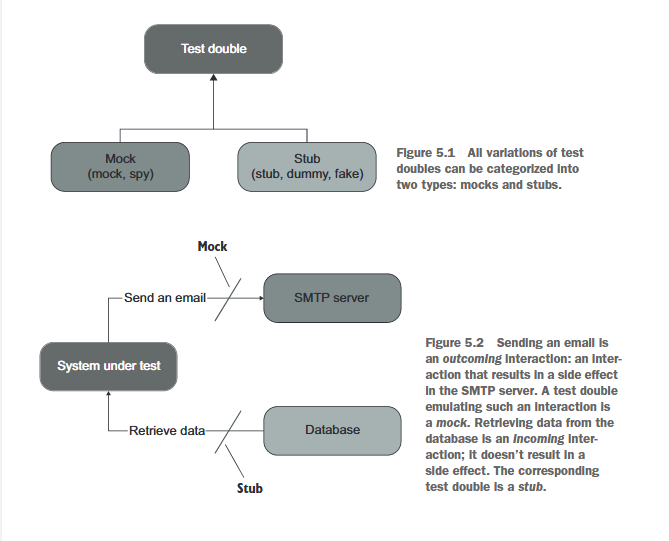 Test double
Mock
(mock, spy)
Stub
(stub, dummy, fake)
Figure 5.1 All variations of test
doubles can be categorized into
two types: mocks and stubs.
Mock
Send an email
SMTP server
System under test
Retrieve data
Database
Stub
Figure 5.2 Sending an email is
an outcoming interaction: an inter-
action that results in a side effect
in the SMTP server. A test double
emulating such an interaction is
a mock. Retrieving data from the
database is an incoming inter-
action; it doesn't result in a
side effect. The corresponding
test double is a stub.